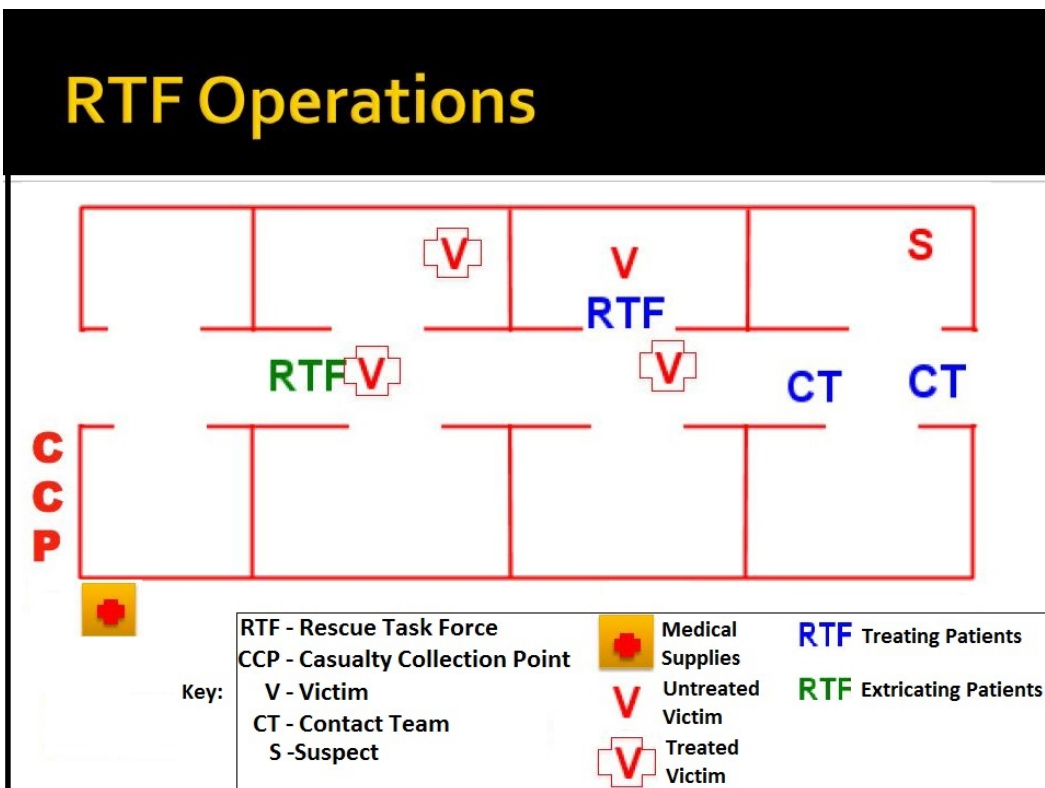 RTF Operations
V
V
S
RTF
RTF
V
V
CT
CT
C
C
P
Key:
RTF - Rescue Task Force
CCP - Casualty Collection Point
V - Victim
CT - Contact Team
S -Suspect
Medical
Supplies
V
Untreated
Victim
V
Treated
Victim
RTF Treating Patients
RTF Extricating Patients